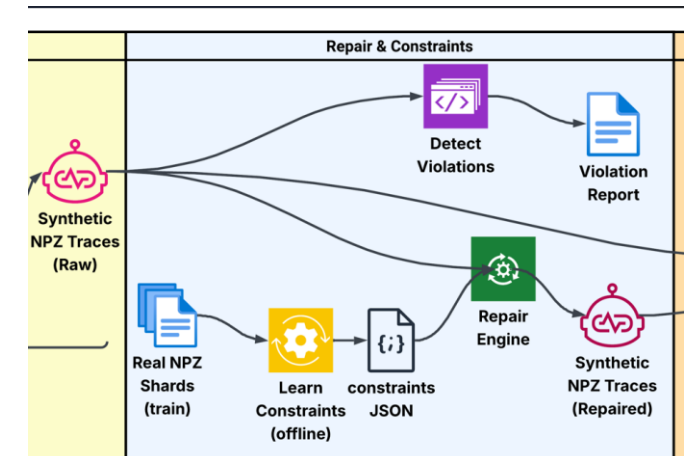 Repair & Constraints
</>
Detect
Violations
Violation
Report
Synthetic
NPZ Traces
(Raw)
Repair
Engine
Real NPZ
Shards
(train)
Learn
Constraints
(offline)
{;}
constraints
JSON
Synthetic
NPZ Traces
(Repaired)